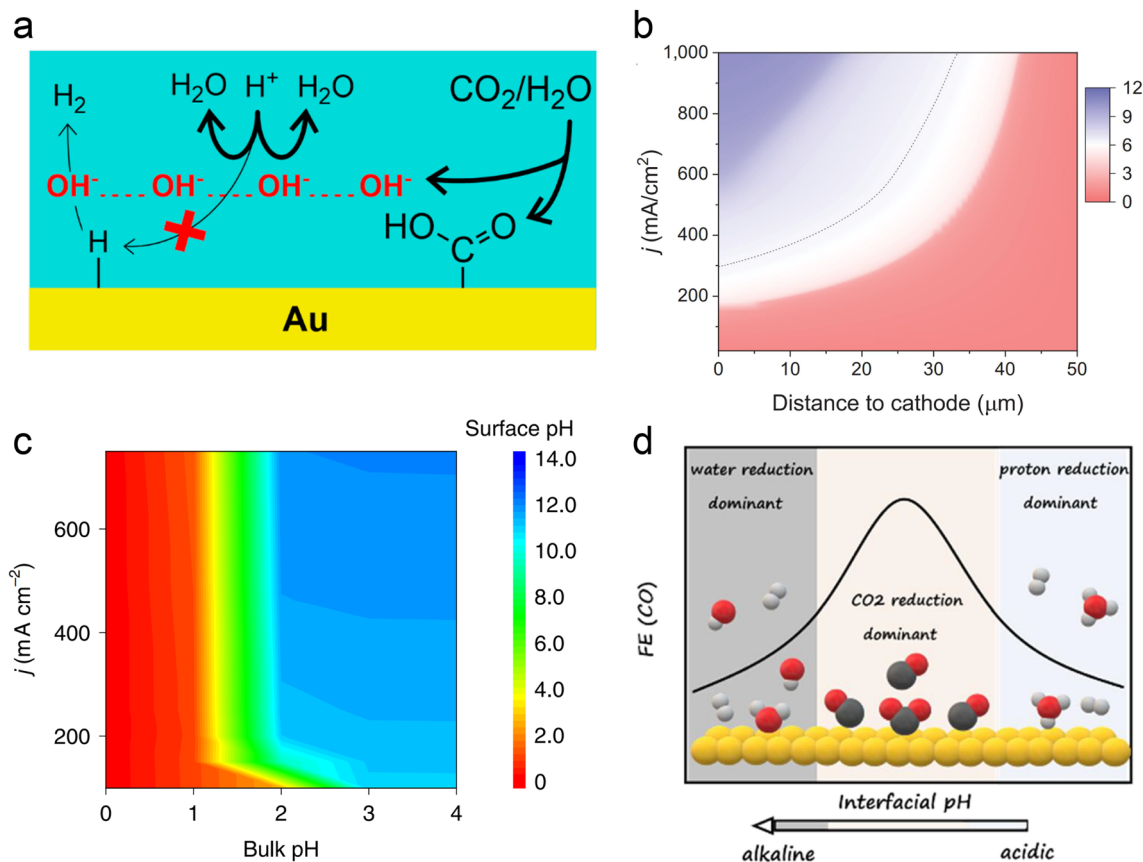 a
H₂
H₂O
H⁺
H₂O
CO₂/H₂O
OH⁻
OH⁻
OH⁻
OH⁻
H
HO
C
O
Au
b
1,000
800
600
400
200
j (mA/cm²)
0
10
20
30
40
50
Distance to cathode (μm)
12
9
6
3
0
c
Surface pH
14.0
12.0
10.0
8.0
6.0
4.0
2.0
0
600
400
200
j (mA cm⁻²)
0
1
2
3
4
Bulk pH
d
water reduction
dominant
proton reduction
dominant
CO2 reduction
dominant
FE (CO)
Interfacial pH
alkaline
acidic